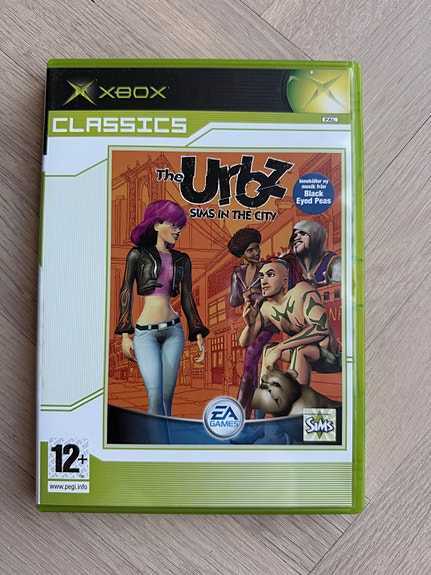 XBOX
PAL
CLASSICS
The Urbz
SIMS IN THE CITY
Innehåller ny
musik från
Black
Eyed Peas
EA
GAMES
The
SIMS
12+
www.pegi.info